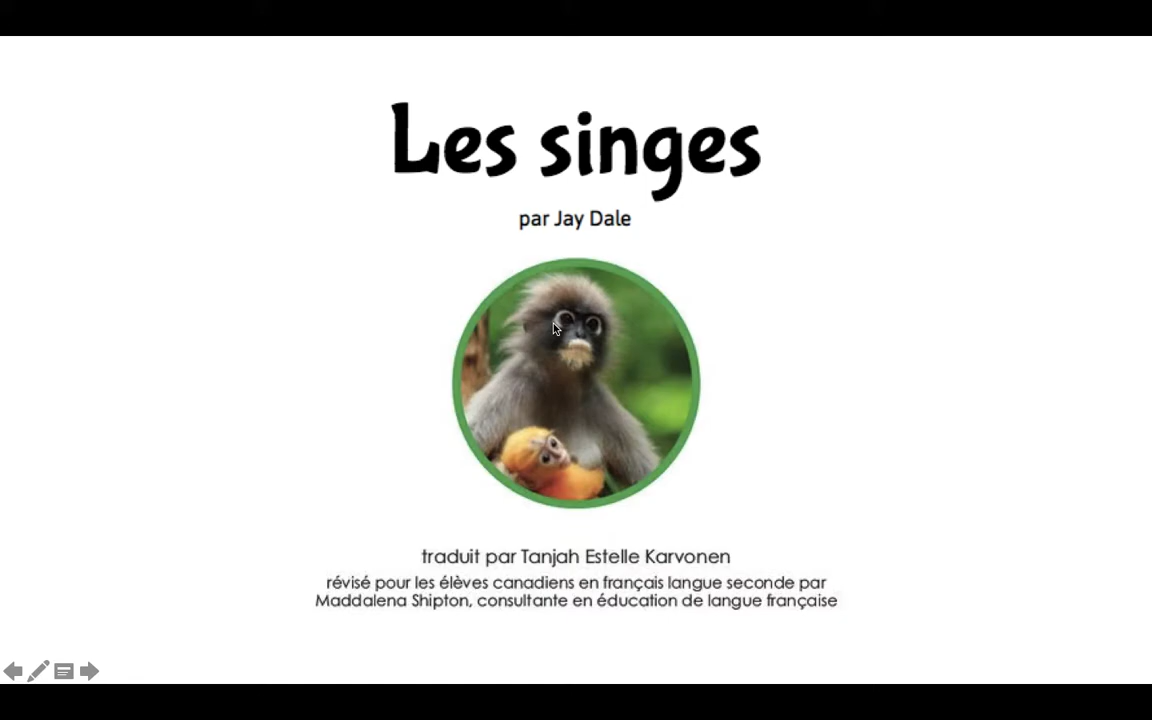 Les singes
par Jay Dale
traduit par Tanjah Estelle Karvonen
révisé pour les élèves canadiens en français langue seconde par
Maddalena Shipton, consultante en éducation de langue française